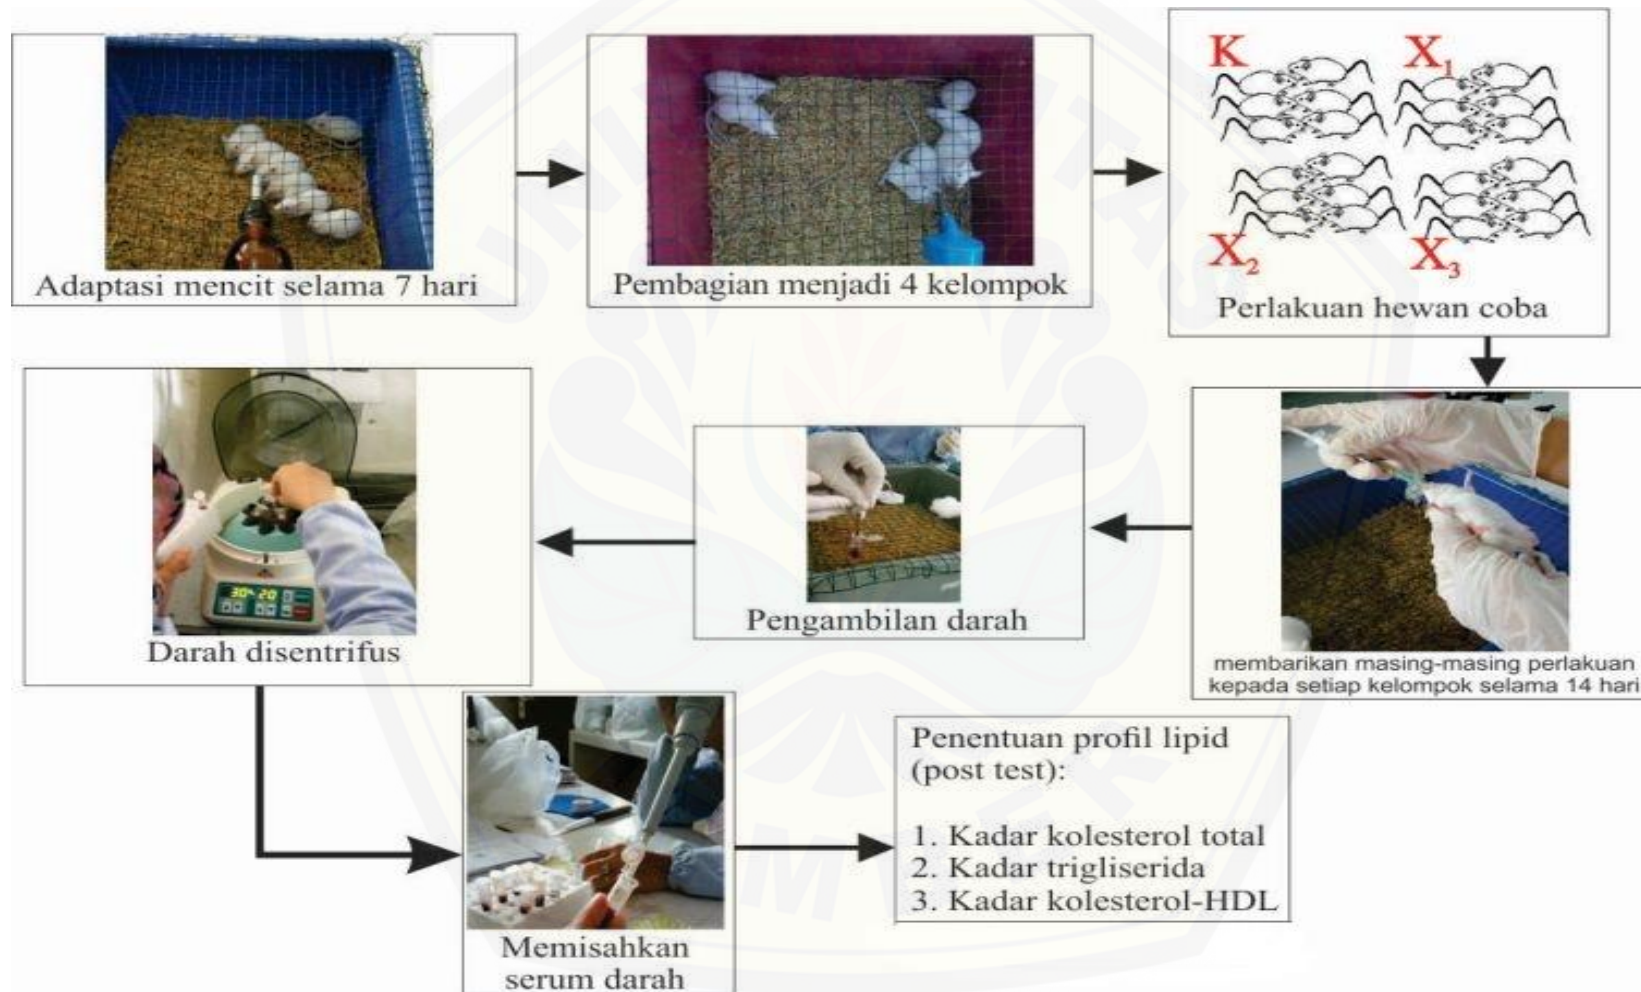 Adaptasi mencit selama 7 hari
Pembagian menjadi 4 kelompok
K
X1
X2
X3
Perlakuan hewan coba
membarikan masing-masing perlakuan
kepada setiap kelompok selama 14 hari
Pengambilan darah
Darah disentrifus
Memisahkan
serum darah
Penentuan profil lipid
(post test):
1. Kadar kolesterol total
2. Kadar trigliserida
3. Kadar kolesterol-HDL